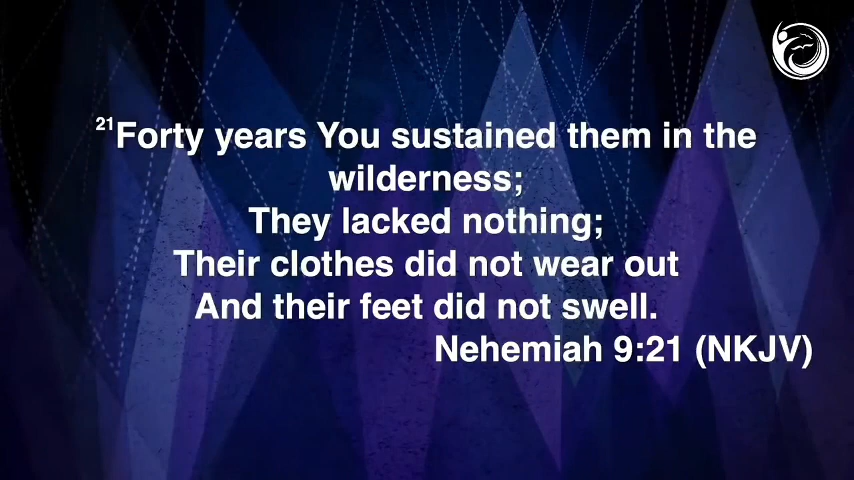 21Forty years You sustained them in the
wilderness;
They lacked nothing;
Their clothes did not wear out
And their feet did not swell.
Nehemiah 9:21 (NKJV)